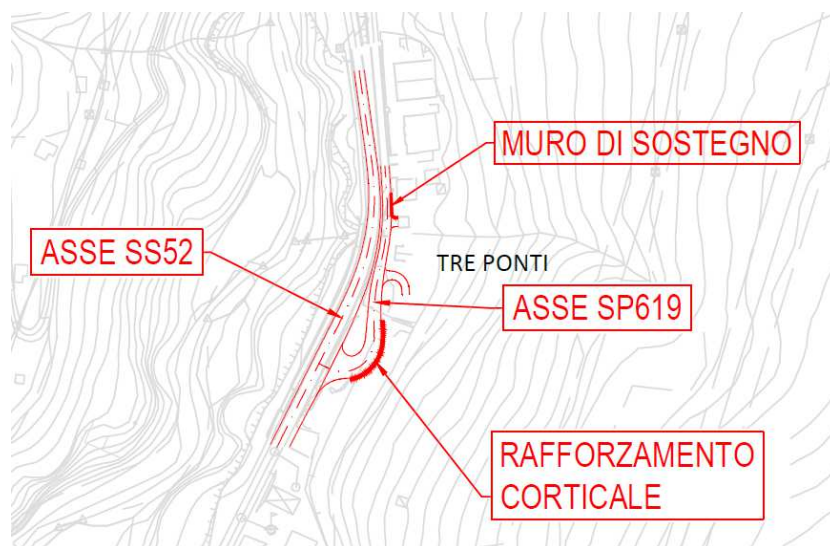 MURO DI SOSTEGNO
ASSE SS52
TRE PONTI
ASSE SP619
RAFFORZAMENTO
CORTICALE